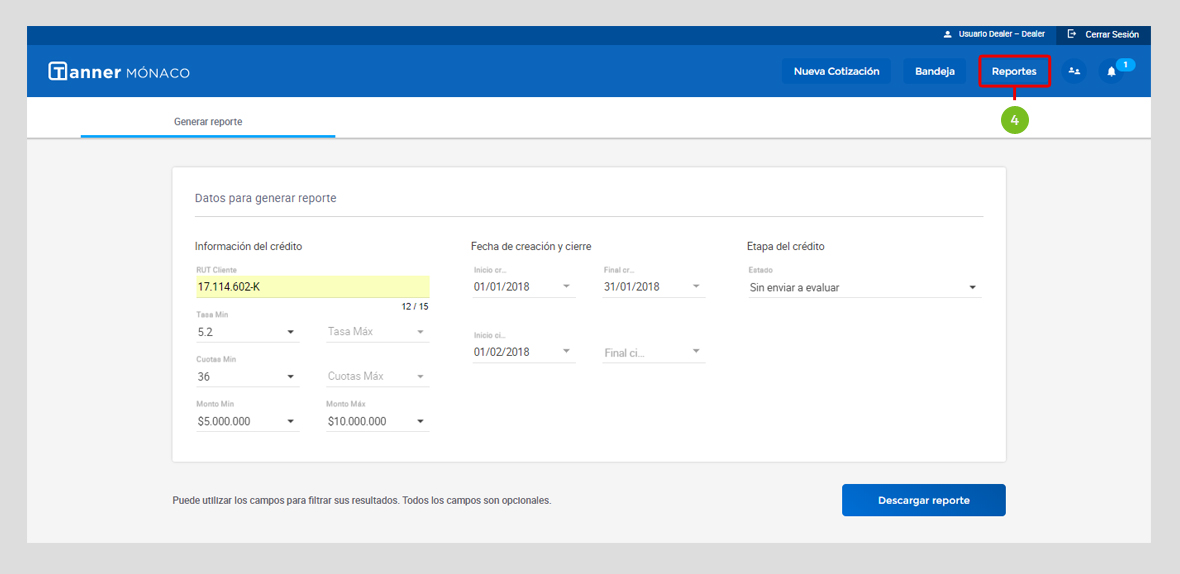 Usuario Dealer – Dealer Cerrar Sesión
Tanner MÓNACO Nueva Cotización Bandeja Reportes 1
Generar reporte 4
Datos para generar reporte
Información del crédito Fecha de creación y cierre Etapa del crédito
RUT Cliente Inicio cr... Final cr... Estado
17.114.602-K 01/01/2018 31/01/2018 Sin enviar a evaluar
12 / 15
Tasa Min
5.2 Tasa Máx Inicio ci...
01/02/2018 Final ci...
Cuotas Min
36 Cuotas Máx
Monto Min Monto Máx
$5.000.000 $10.000.000
Puede utilizar los campos para filtrar sus resultados. Todos los campos son opcionales. Descargar reporte